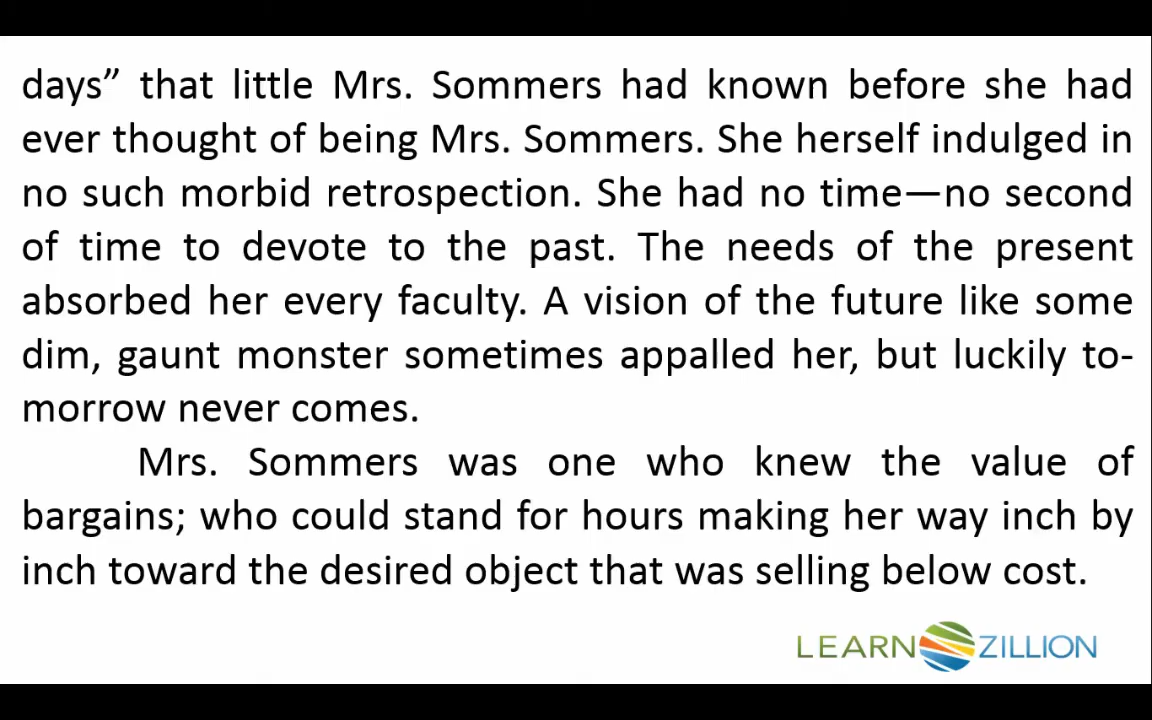 days” that little Mrs. Sommers had known before she had
ever thought of being Mrs. Sommers. She herself indulged in
no such morbid retrospection. She had no time—no second
of time to devote to the past. The needs of the present
absorbed her every faculty. A vision of the future like some
dim, gaunt monster sometimes appalled her, but luckily to-
morrow never comes.
Mrs. Sommers was one who knew the value of
bargains; who could stand for hours making her way inch by
inch toward the desired object that was selling below cost.
LEARN ZILLION